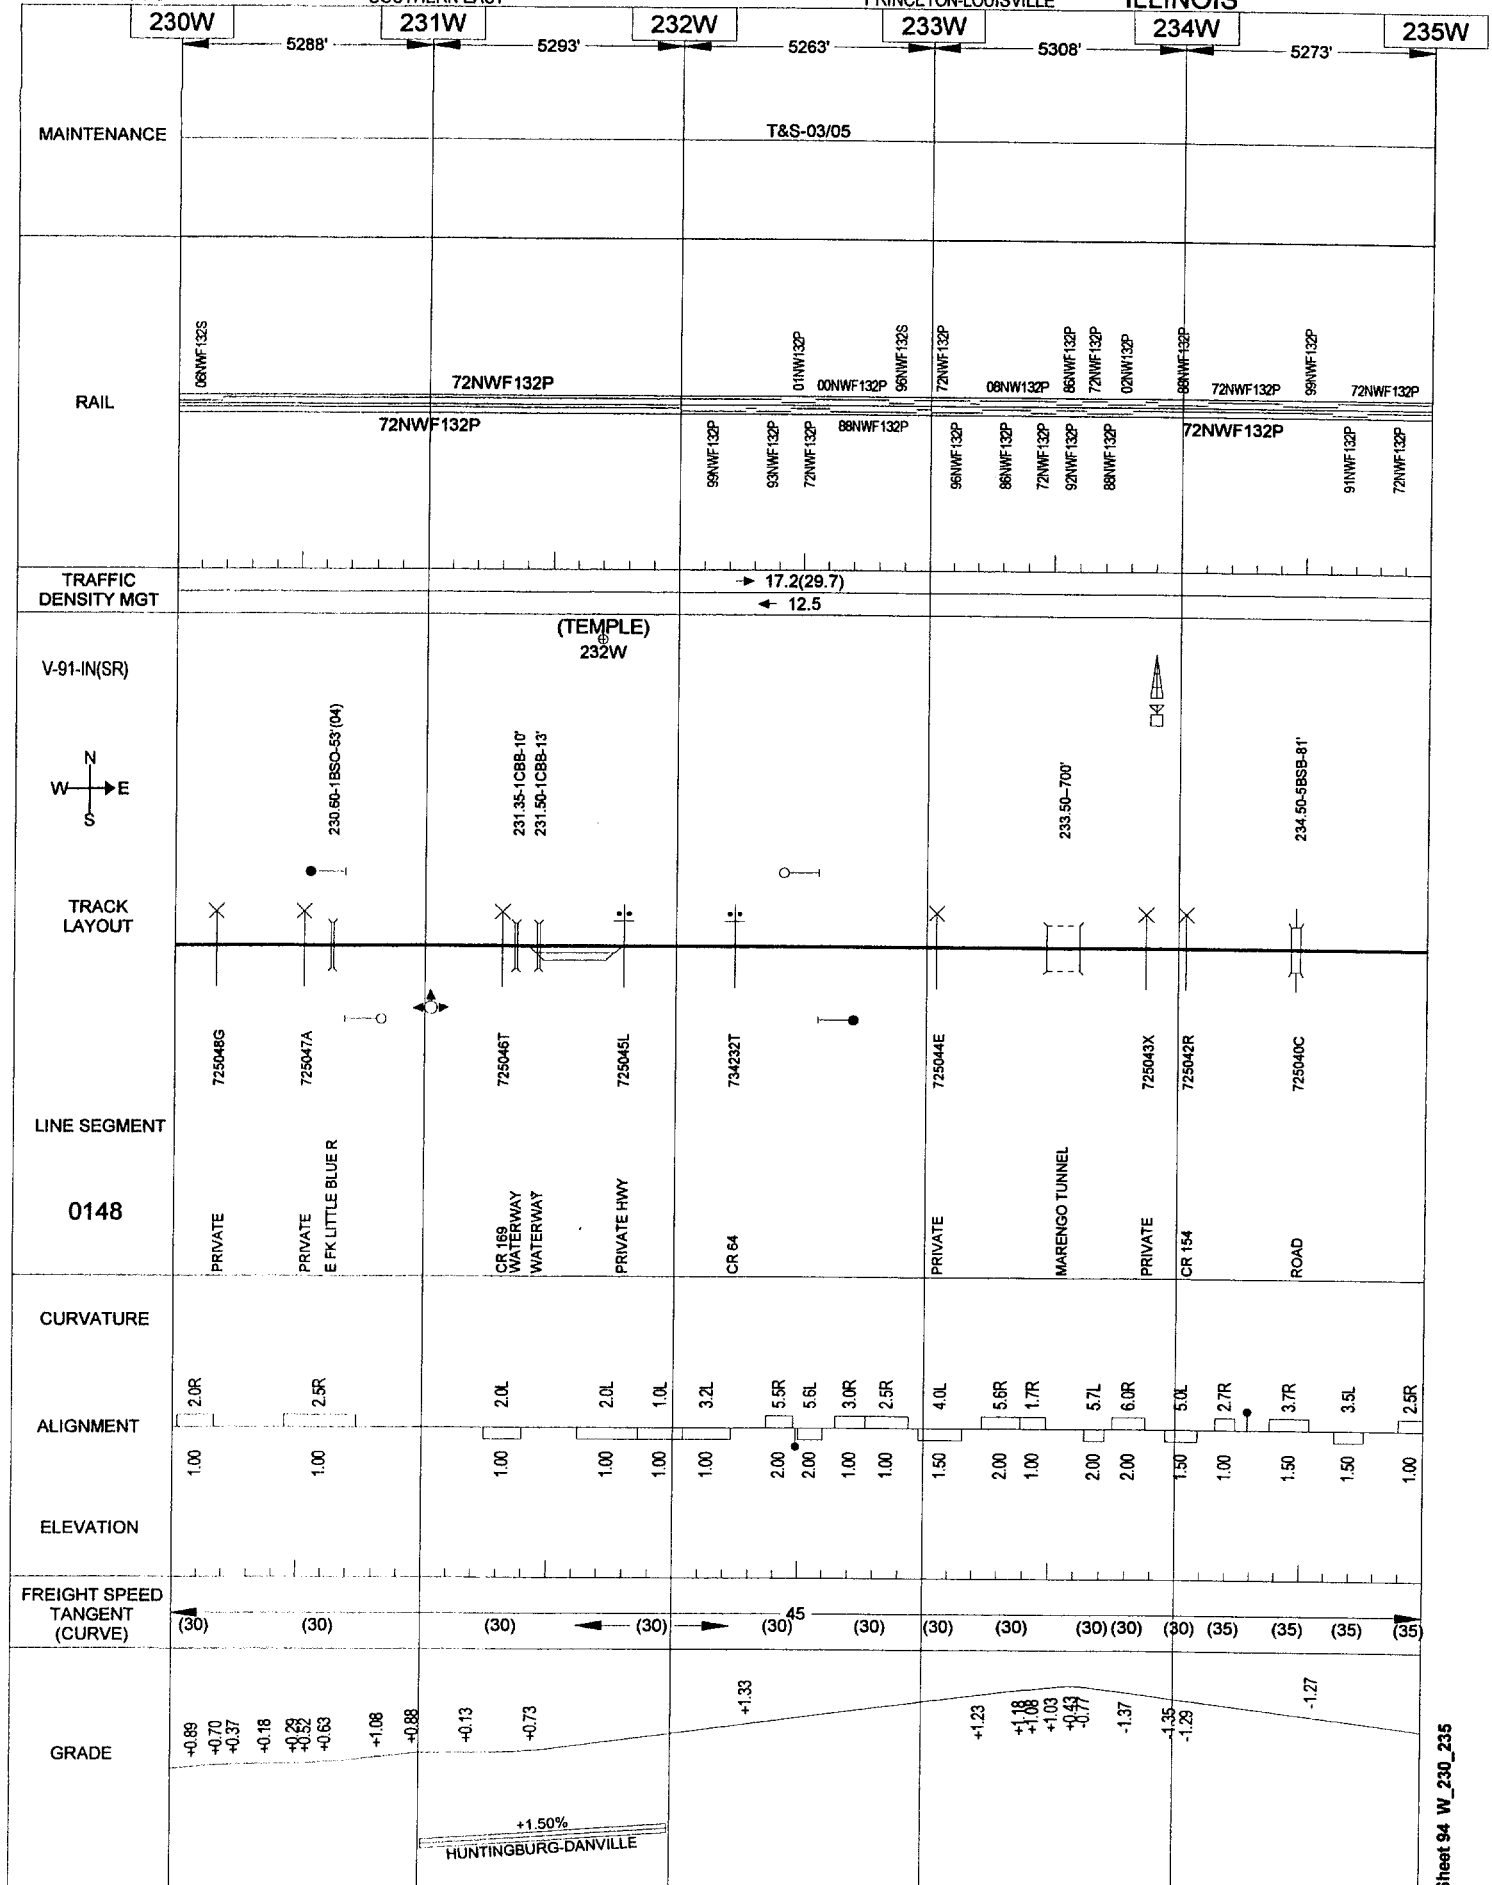 SOUTHERN EAST PRINCETON-LOUISVILLE ILLINOIS
230W 231W 232W 233W 234W 235W
5288' 5293' 5263' 5308' 5273'
MAINTENANCE
T&S-03/05
06NWF132S 01NW132P 96NWF132S 72NWF132P 86NWF132P 72NWF132P 02NW132P 88NWF132P 99NWF132P
72NWF132P 00NWF132P 08NW132P 72NWF132P 72NWF132P
RAIL
72NWF132P 88NWF132P 72NWF132P
99NWF132P 93NWF132P 72NWF132P 96NWF132P 86NWF132P 72NWF132P 92NWF132P 88NWF132P 91NWF132P 72NWF132P
TRAFFIC
DENSITY MGT
17.2(29.7)
12.5
(TEMPLE)
232W
V-91-IN(SR)
N
W E
S
230.60-1BSO-53'(04) 231.35-1CBB-10' 231.50-1CBB-13' 233.50--700' 234.50-5BSB-81'
TRACK
LAYOUT
725048G 725047A 725046T 725045L 734232T 725044E 725043X 725042R 725040C
LINE SEGMENT
0148
PRIVATE PRIVATE E FK LITTLE BLUE R CR 169 WATERWAY WATERWAY PRIVATE HWY CR 64 PRIVATE MARENGO TUNNEL PRIVATE CR 154 ROAD
CURVATURE
2.0R 2.5R 2.0L 2.0L 1.0L 3.2L 5.5R 5.6L 3.0R 2.5R 4.0L 5.6R 1.7R 5.7L 6.0R 5.0L 2.7R 3.7R 3.5L 2.5R
ALIGNMENT
1.00 1.00 1.00 1.00 1.00 1.00 2.00 2.00 1.00 1.00 1.50 2.00 1.00 2.00 2.00 1.50 1.00 1.50 1.50 1.00
ELEVATION
FREIGHT SPEED
TANGENT
(CURVE)
45
(30) (30) (30) (30) (30) (30) (30) (30) (30) (30) (30) (35) (35) (35) (35)
GRADE
+0.89 +0.70 +0.37 +0.18 +0.29 +0.52 +0.63 +1.08 +0.88 +0.13 +0.73 +1.33 +1.23 +1.18 +1.08 +1.03 +0.43 -0.77 -1.37 -1.35 -1.29 -1.27
+1.50%
HUNTINGBURG-DANVILLE
Sheet 94 W_230_235